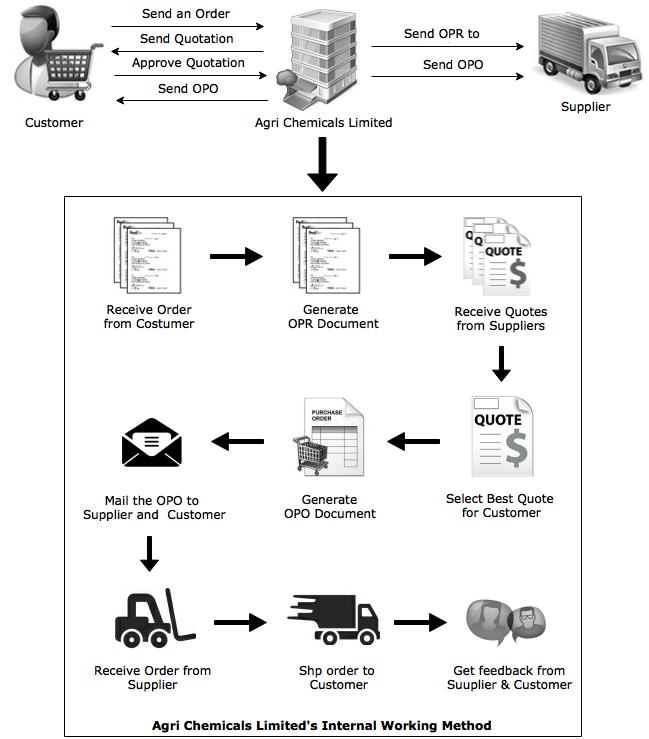 Send an Order
Send Quotation
Approve Quotation
Send OPO
Send OPR to
Send OPO
Customer
Agri Chemicals Limited
Supplier
Receive Order
from Costumer
Generate
OPR Document
QUOTE
$
Receive Quotes
from Suppliers
Mail the OPO to
Supplier and Customer
PURCHASE
ORDER
Generate
OPO Document
QUOTE
$
Select Best Quote
for Customer
Receive Order from
Supplier
Shp order to
Customer
Get feedback from
Suuplier & Customer
Agri Chemicals Limited's Internal Working Method